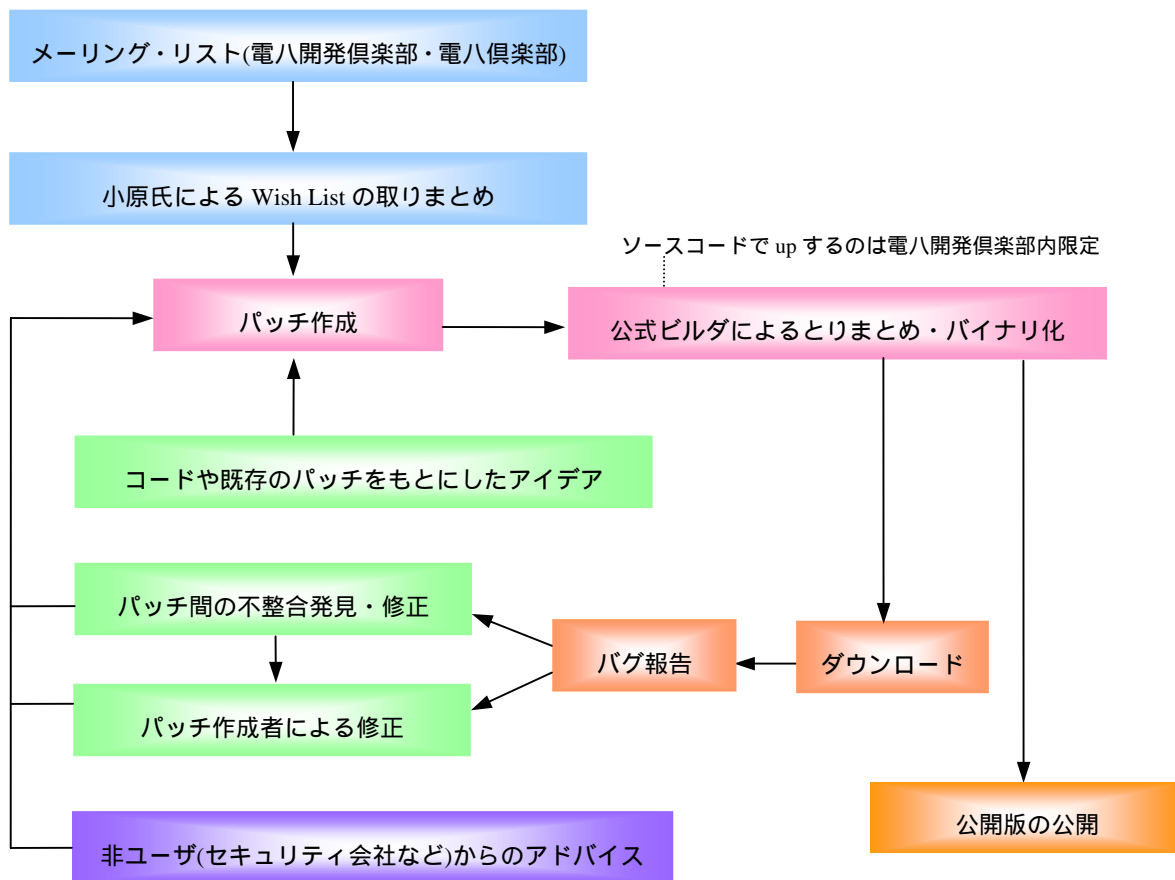 メーリング・リスト(電八開発倶楽部・電八倶楽部)
小原氏による Wish List の取りまとめ
ソースコードで up するのは電八開発倶楽部内限定
パッチ作成
公式ビルダによるとりまとめ・バイナリ化
コードや既存のパッチをもとにしたアイデア
パッチ間の不整合発見・修正
バグ報告
ダウンロード
パッチ作成者による修正
公開版の公開
非ユーザ(セキュリティ会社など)からのアドバイス